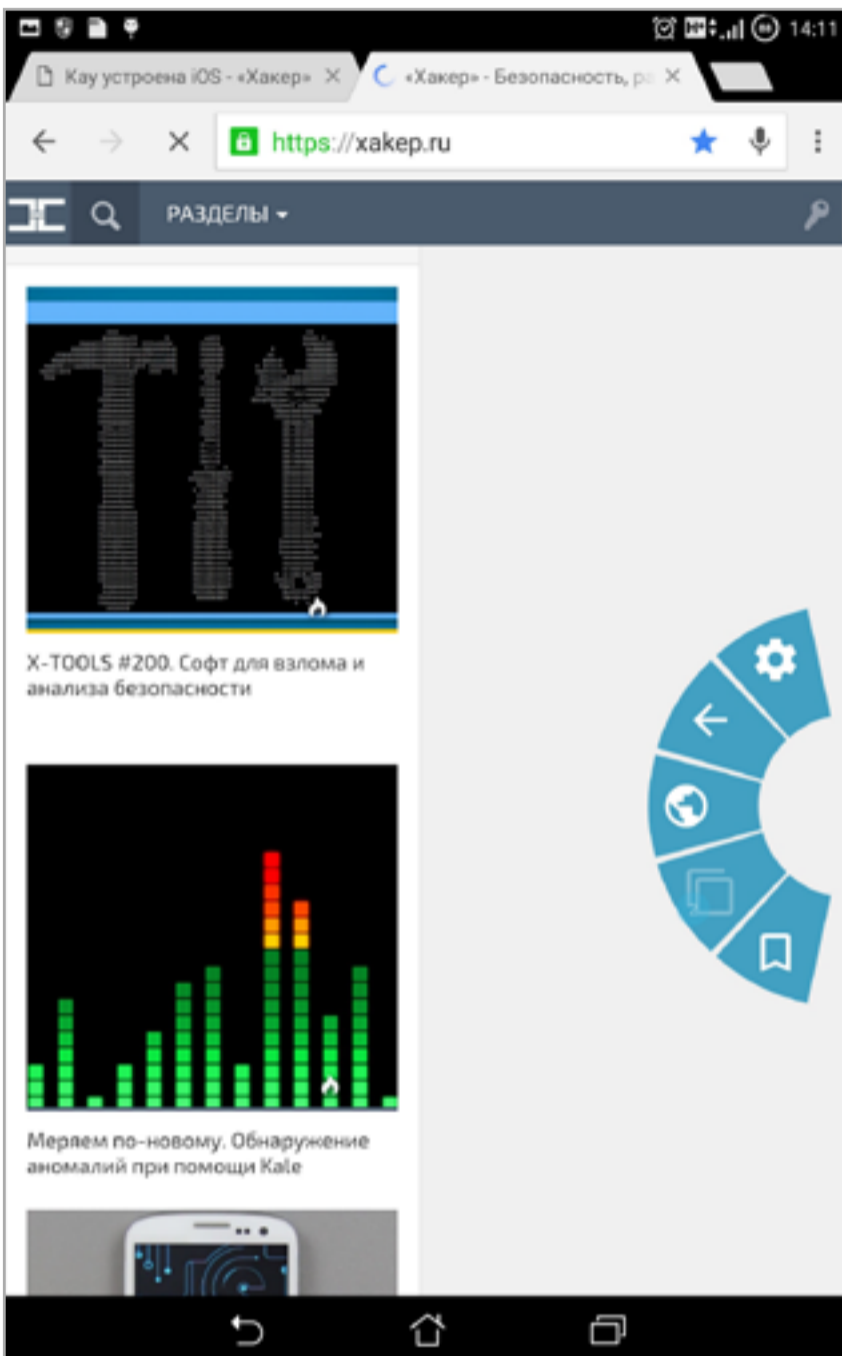 14:11
Кау устроена iOS - «Хакер»
«Хакер» - Безопасность, ра
https://xakep.ru
РАЗДЕЛЫ
X-TOOLS #200. Софт для взлома и
анализа безопасности
Меряем по-новому. Обнаружение
аномалий при помощи Kale